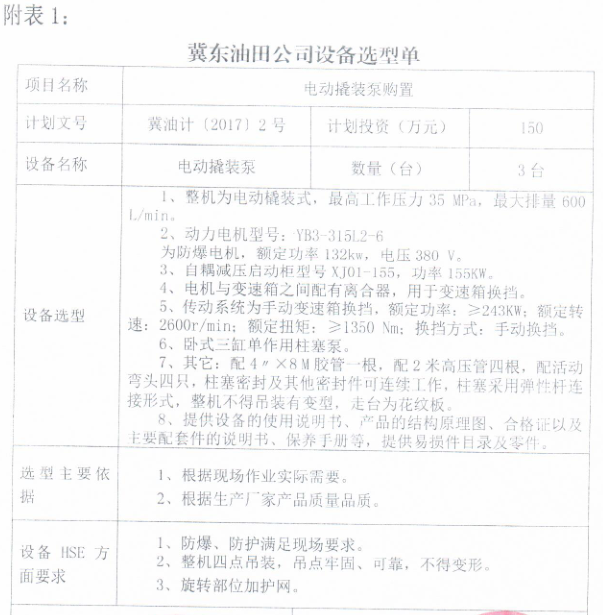 附表1：
冀东油田公司设备选型单
项目名称 电动撬装泵购置
计划文号 冀油计〔2017〕2号 计划投资（万元） 150
设备名称 电动撬装泵 数量（台） 3台
设备选型
1、整机为电动撬装式，最高工作压力35 MPa，最大排量600
L/min。
2、动力电机型号：YB3-315L2-6
为防爆电机，额定功率132kw，电压380 V。
3、自耦减压启动柜型号XJ01-155，功率155KW。
4、电机与变速箱之间配有离合器，用于变速箱换挡。
5、传动系统为手动变速箱换挡，额定功率：≥243KW；额定转
速：2600r/min；额定扭矩：≥1350 Nm；换挡方式：手动换挡。
6、卧式三缸单作用柱塞泵。
7、其它：配4〃×8M胶管一根，配2米高压管四根，配活动
弯头四只，柱塞密封及其他密封件可连续工作，柱塞采用弹性杆连
接形式，整机不得吊装有变型，走台为花纹板。
8、提供设备的使用说明书、产品的结构原理图、合格证以及
主要配套件的说明书、保养手册等，提供易损件目录及零件。
选型主要依
据
1、根据现场作业实际需要。
2、根据生产厂家产品质量品质。
设备 HSE 方
面要求
1、防爆、防护满足现场要求。
2、整机四点吊装，吊点牢固、可靠，不得变形。
3、旋转部位加护网。